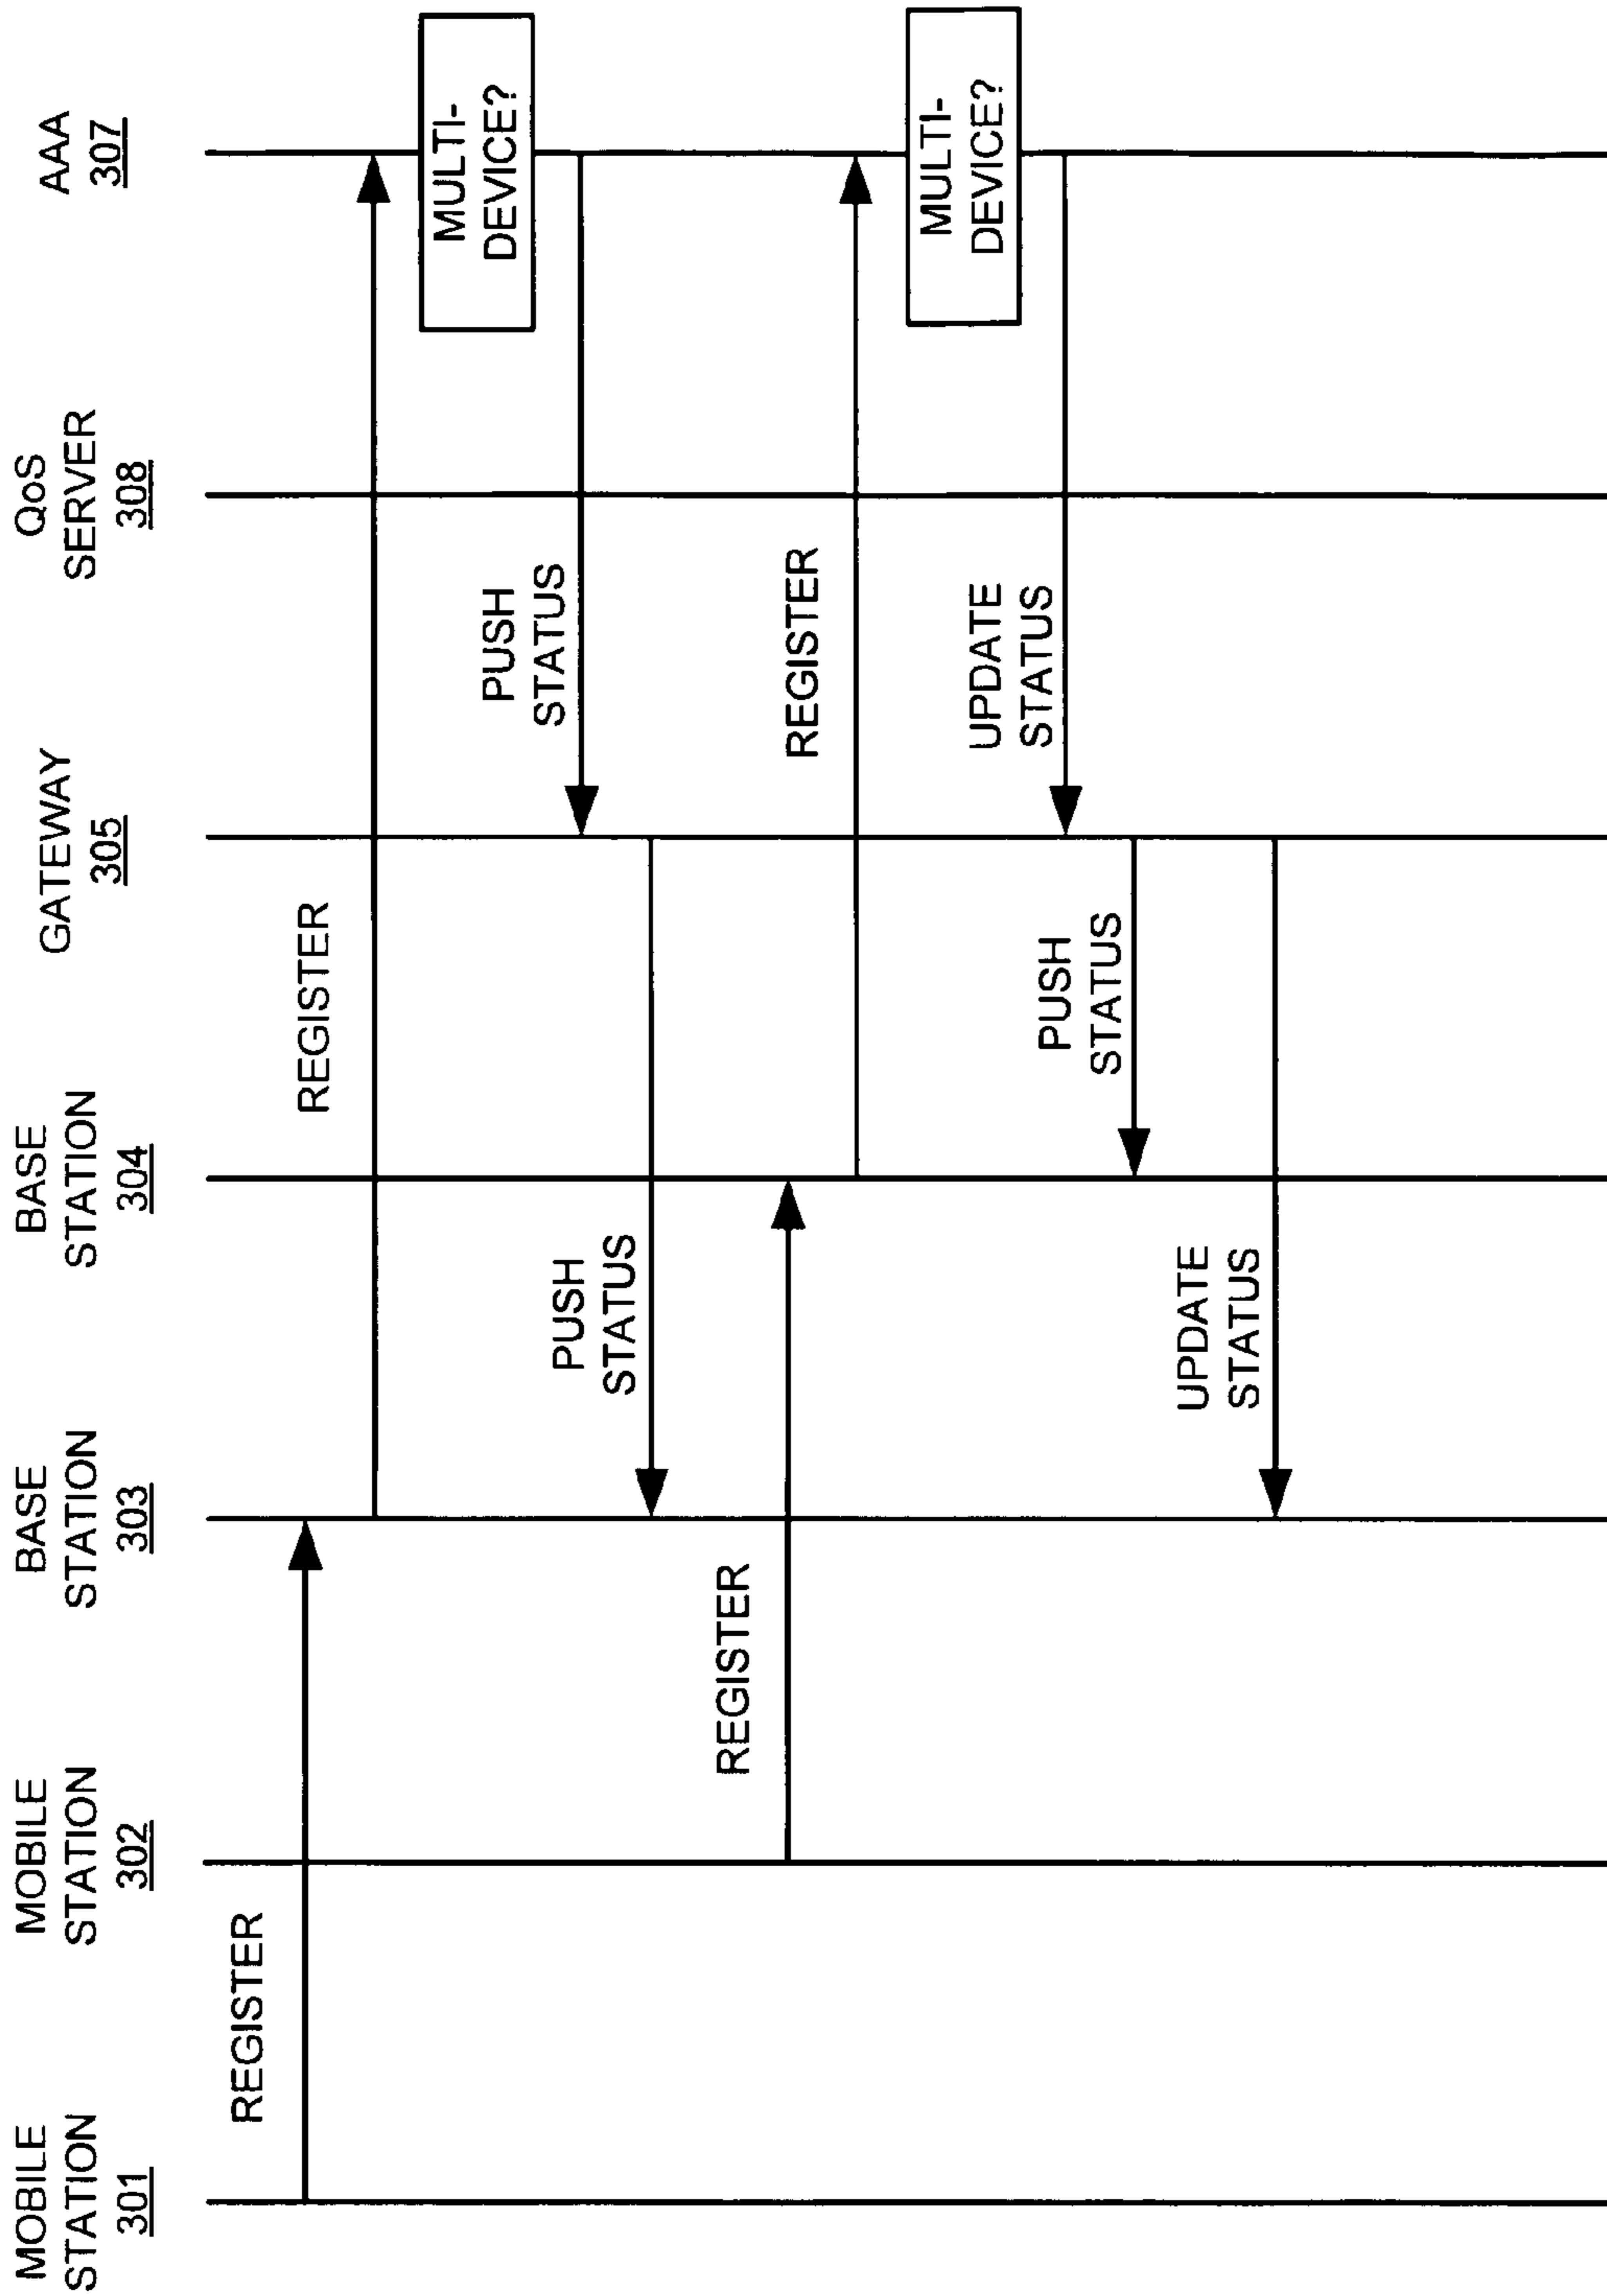 MOBILE
STATION
301
MOBILE
STATION
302
BASE
STATION
303
BASE
STATION
304
GATEWAY
305
QoS
SERVER
308
AAA
307
REGISTER
REGISTER
MULTI-
DEVICE?
PUSH
STATUS
PUSH
STATUS
REGISTER
REGISTER
MULTI-
DEVICE?
UPDATE
STATUS
PUSH
STATUS
UPDATE
STATUS